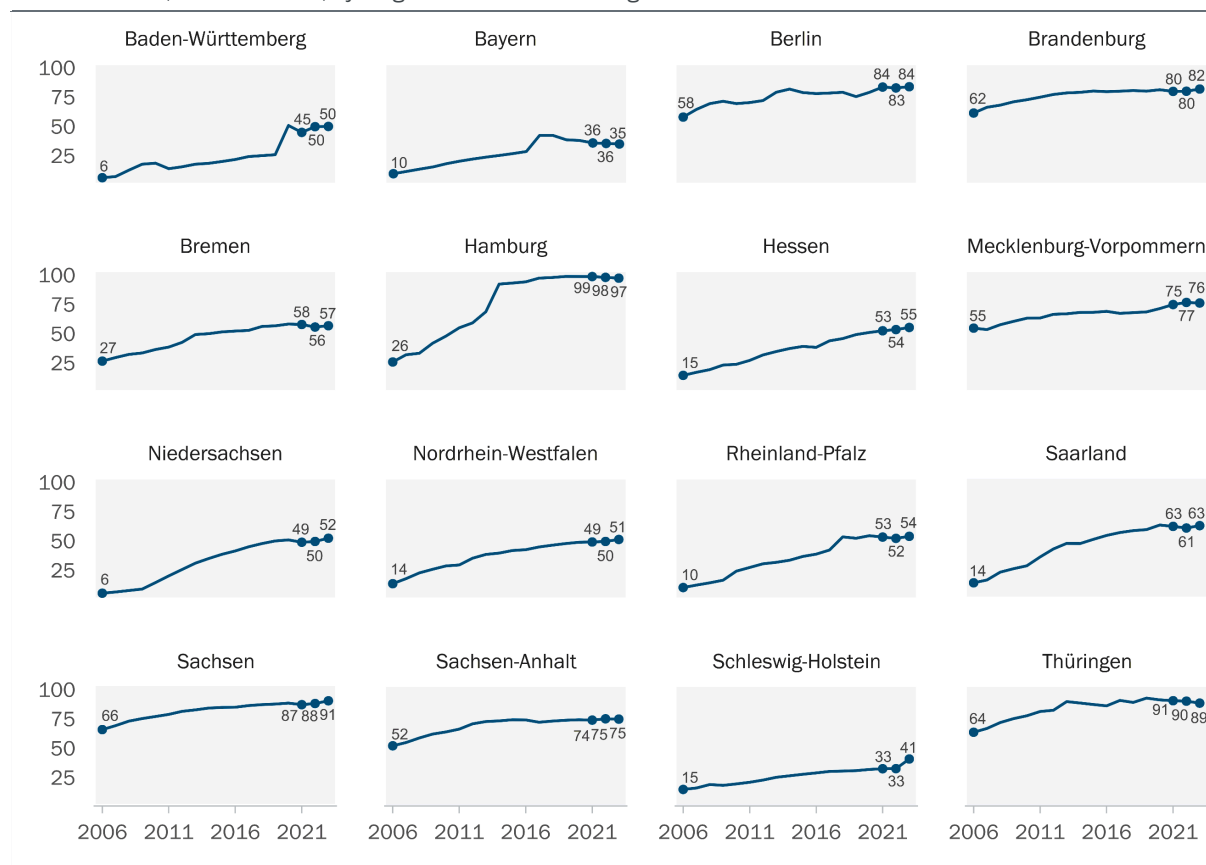 Baden-Württemberg Bayern Berlin Brandenburg
100
75
50
25
6 45 50 50
10 36 36 35
58 84 83 84
62 80 80 82
Bremen Hamburg Hessen Mecklenburg-Vorpommern
100
75
50
25
27 58 56 57
26 99 98 97
15 53 54 55
55 75 77 76
Niedersachsen Nordrhein-Westfalen Rheinland-Pfalz Saarland
100
75
50
25
6 49 50 52
14 49 50 51
10 53 52 54
14 63 61 63
Sachsen Sachsen-Anhalt Schleswig-Holstein Thüringen
100
75
50
25
66 87 88 91
52 74 75 75
15 33 33 41
64 91 90 89
2006 2011 2016 2021 2006 2011 2016 2021 2006 2011 2016 2021 2006 2011 2016 2021